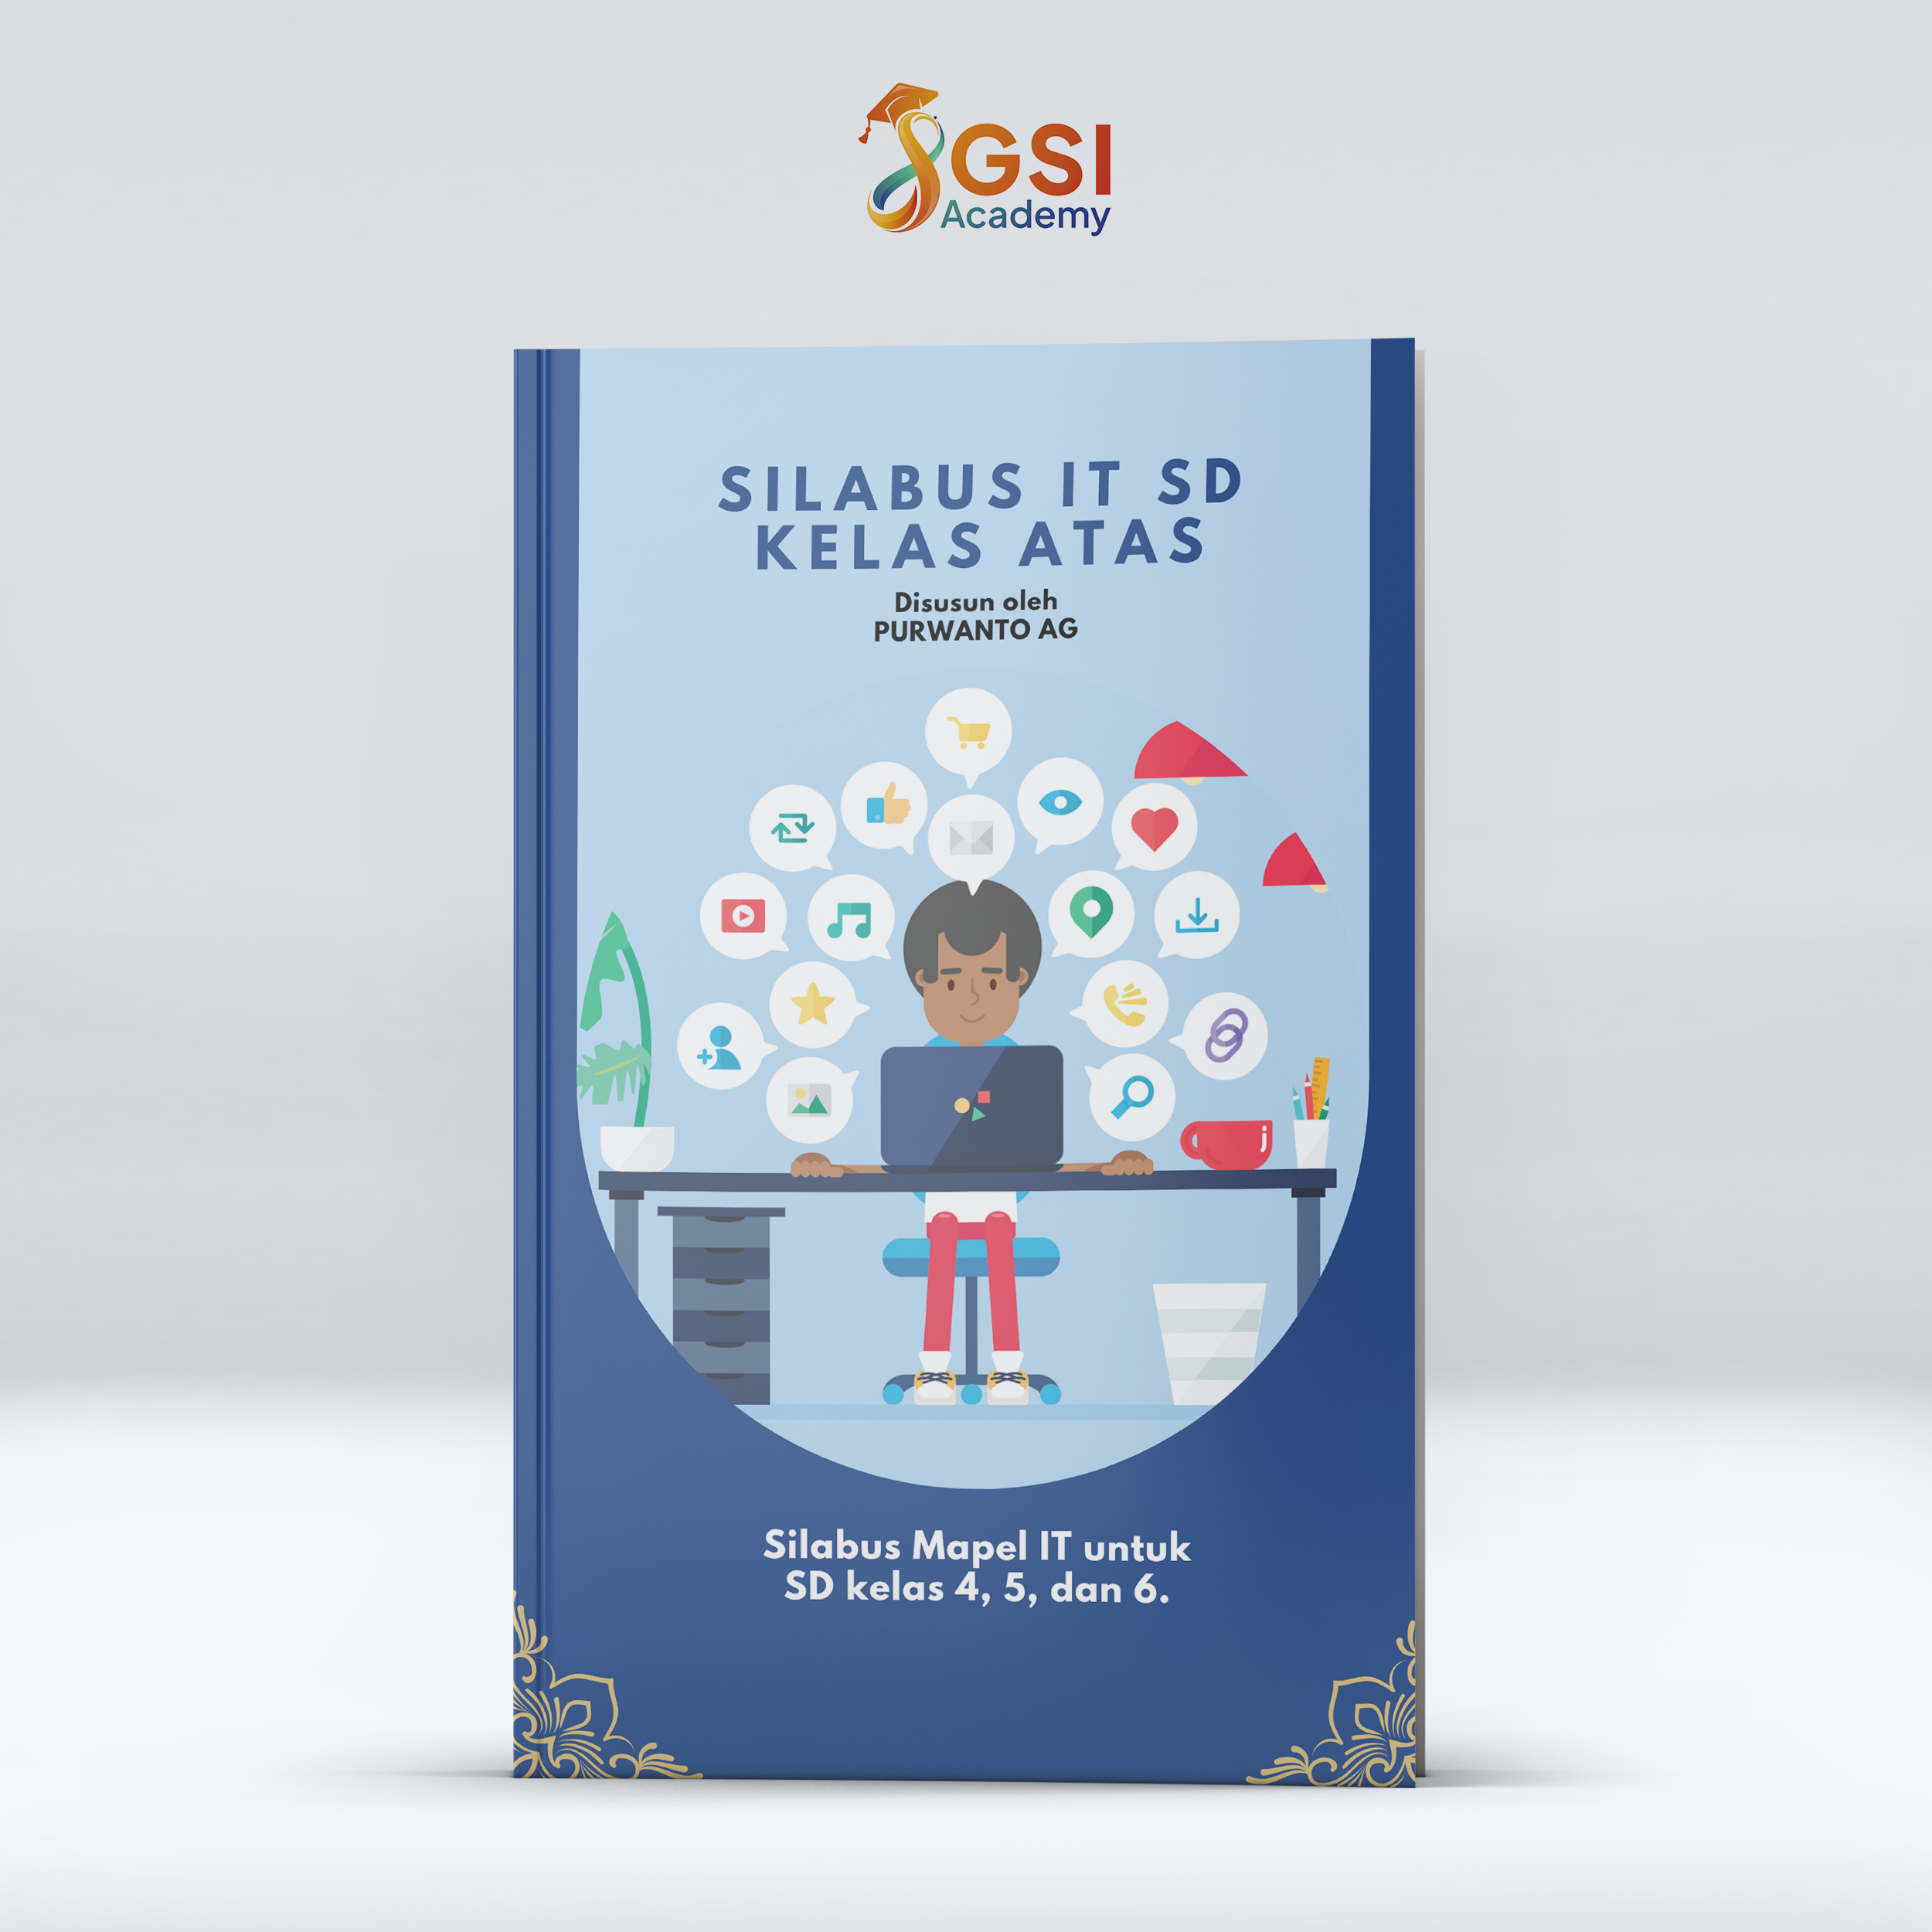 GSI
Academy
SILABUS IT SD
KELAS ATAS
Disusun oleh
PURWANTO AG
Silabus Mapel IT untuk
SD kelas 4, 5, dan 6.